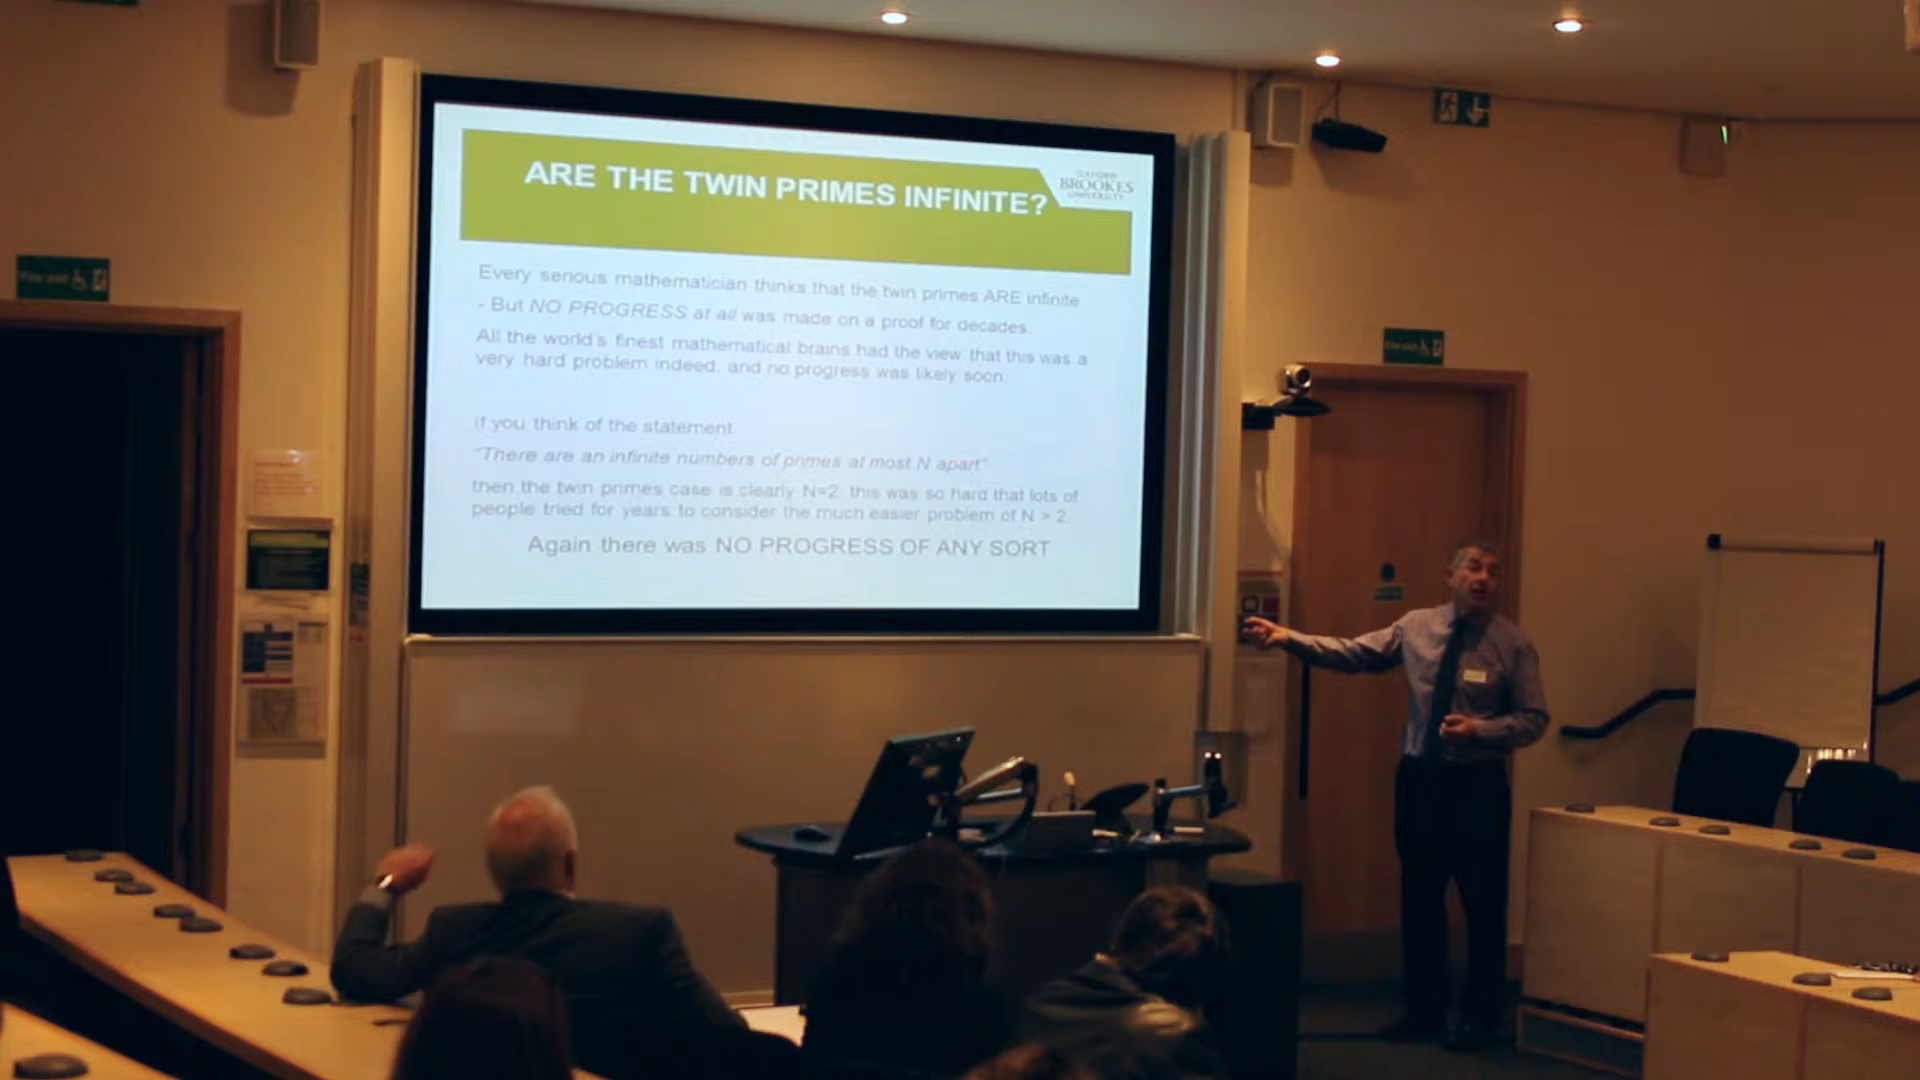 ARE THE TWIN PRIMES INFINITE?
OXFORD
BROOKES
UNIVERSITY
Every serious mathematician thinks that the twin primes ARE infinite
- But NO PROGRESS at all was made on a proof for decades.
All the world's finest mathematical brains had the view that this was a
very hard problem indeed, and no progress was likely soon.
If you think of the statement
"There are an infinite numbers of primes at most N apart"
then the twin primes case is clearly N=2. this was so hard that lots of
people tried for years to consider the much easier problem of N > 2.
Again there was NO PROGRESS OF ANY SORT
Fire exit
Fire exit